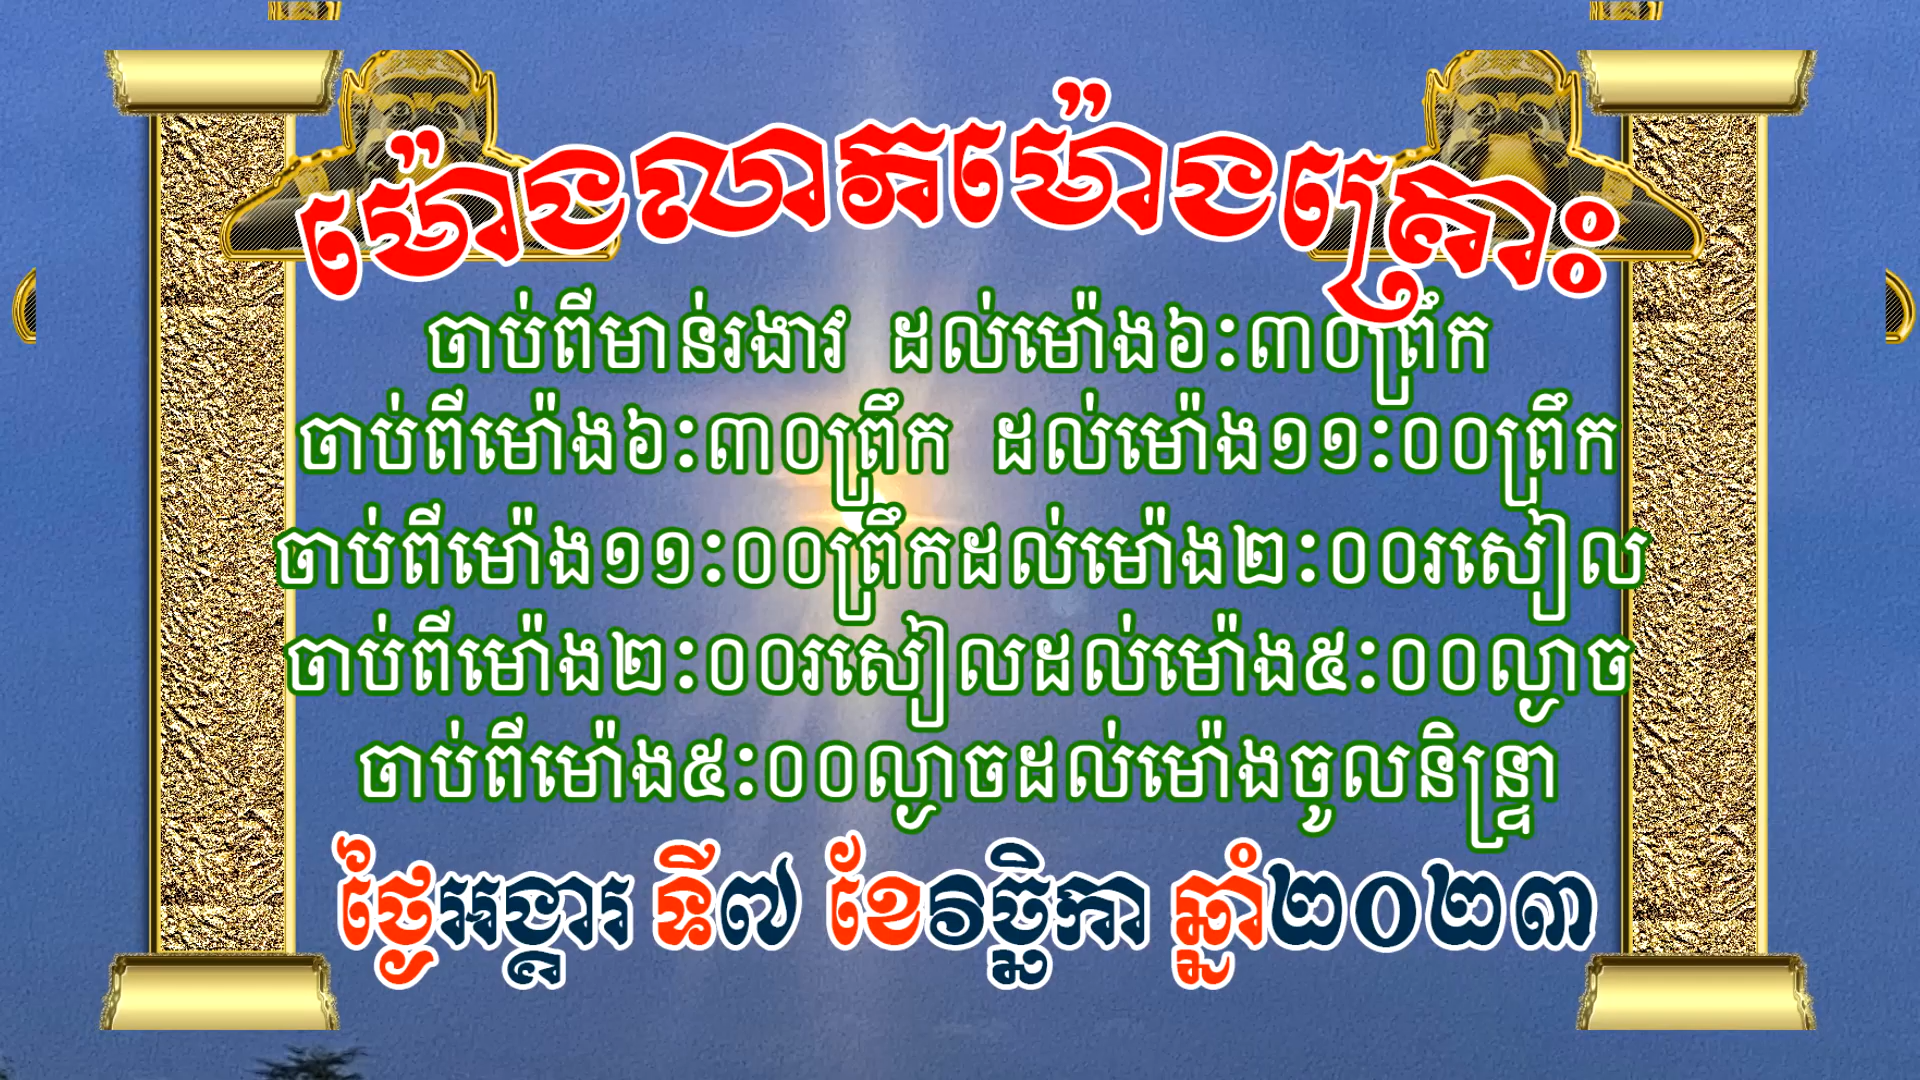 ម៉ោងលាភម៉ោងគ្រោះ
ចាប់ពីមាន់រងាវ ដល់ម៉ោង៦:៣០ព្រឹក
ចាប់ពីម៉ោង៦:៣០ព្រឹក ដល់ម៉ោង១១:០០ព្រឹក
ចាប់ពីម៉ោង១១:០០ព្រឹកដល់ម៉ោង២:០០រសៀល
ចាប់ពីម៉ោង២:០០រសៀលដល់ម៉ោង៥:០០ល្ងាច
ចាប់ពីម៉ោង៥:០០ល្ងាចដល់ម៉ោងចូលនិន្ទ្រា
ថ្ងៃអង្គារ ទី៧ ខែវិច្ឆិកា ឆ្នាំ២០២៣